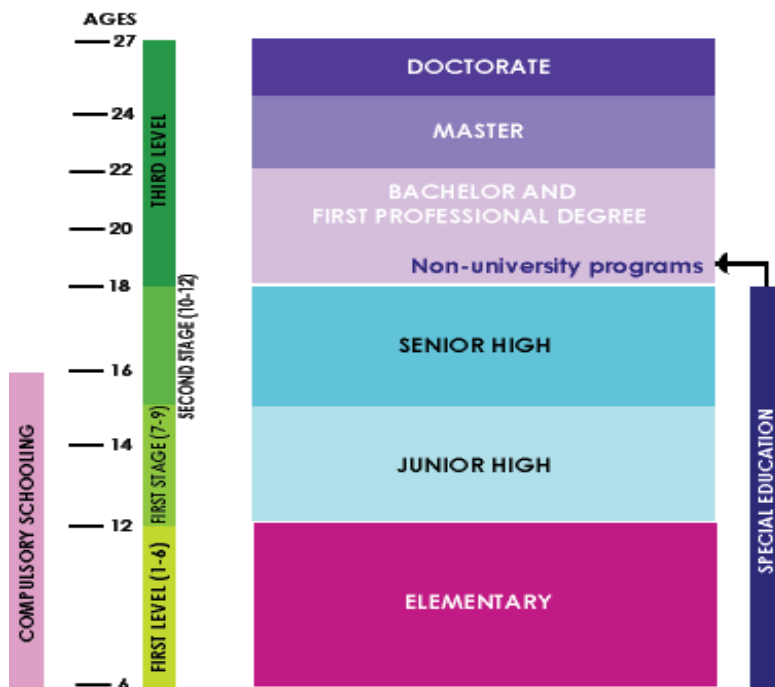 AGES
27
24
22
20
18
16
14
12
6
COMPULSORY SCHOOLING
THIRD LEVEL
SECOND STAGE (10-12)
FIRST STAGE (7-9)
FIRST LEVEL (1-6)
DOCTORATE
MASTER
BACHELOR AND
FIRST PROFESSIONAL DEGREE
Non-university programs
SENIOR HIGH
JUNIOR HIGH
ELEMENTARY
SPECIAL EDUCATION